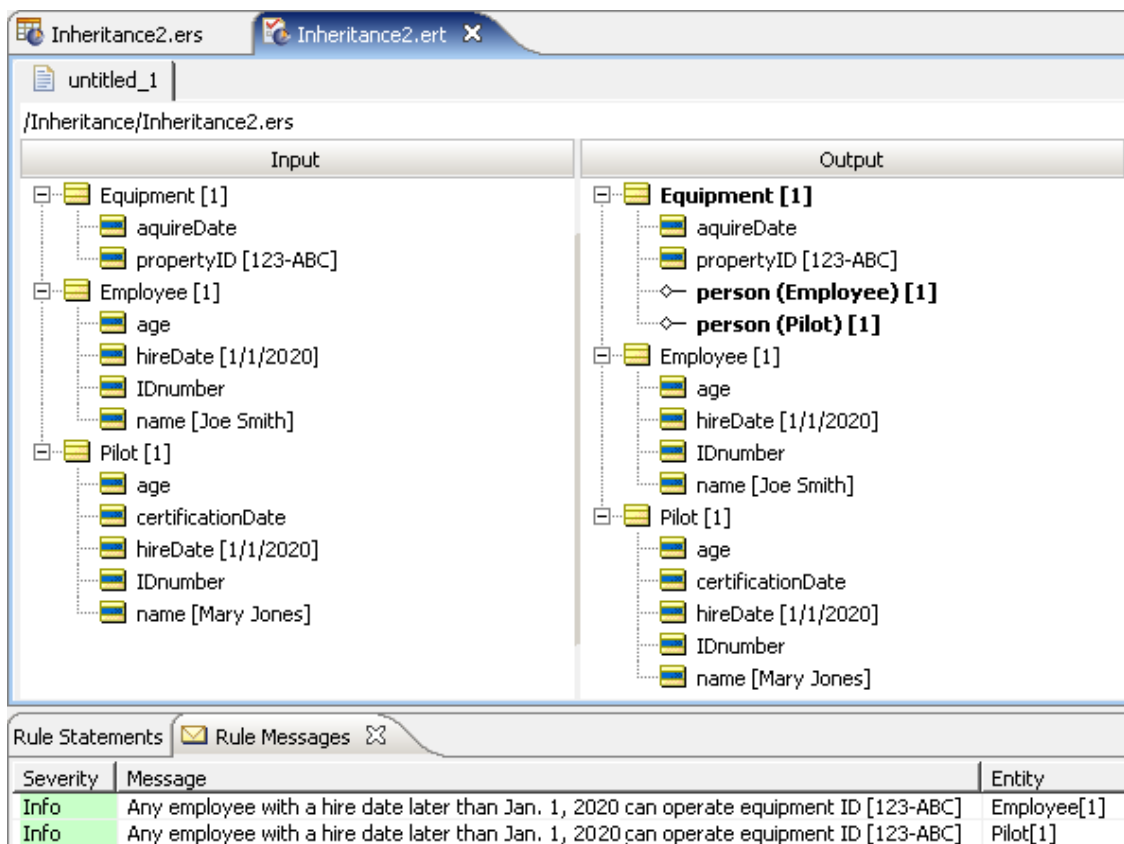 Inheritance2.ers
Inheritance2.ert
untitled_1
/Inheritance/Inheritance2.ers
Input
Equipment [1]
aquireDate
propertyID [123-ABC]
Employee [1]
age
hireDate [1/1/2020]
IDnumber
name [Joe Smith]
Pilot [1]
age
certificationDate
hireDate [1/1/2020]
IDnumber
name [Mary Jones]
Output
Equipment [1]
aquireDate
propertyID [123-ABC]
person (Employee) [1]
person (Pilot) [1]
Employee [1]
age
hireDate [1/1/2020]
IDnumber
name [Joe Smith]
Pilot [1]
age
certificationDate
hireDate [1/1/2020]
IDnumber
name [Mary Jones]
Rule Statements Rule Messages
Severity Message Entity
Info Any employee with a hire date later than Jan. 1, 2020 can operate equipment ID [123-ABC] Employee[1]
Info Any employee with a hire date later than Jan. 1, 2020 can operate equipment ID [123-ABC] Pilot[1]